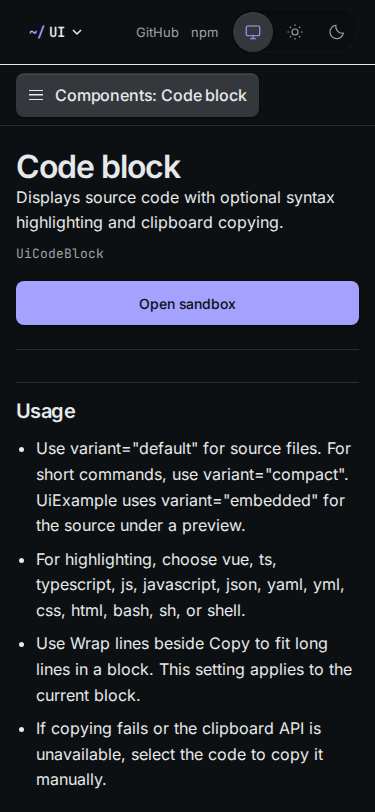 ~/ UI
GitHub npm
Components: Code block
Code block
Displays source code with optional syntax
highlighting and clipboard copying.
UiCodeBlock
Open sandbox
Usage
• Use variant="default" for source files. For
short commands, use variant="compact".
UiExample uses variant="embedded" for
the source under a preview.
• For highlighting, choose vue, ts,
typescript, js, javascript, json, yaml, yml,
css, html, bash, sh, or shell.
• Use Wrap lines beside Copy to fit long
lines in a block. This setting applies to the
current block.
• If copying fails or the clipboard API is
unavailable, select the code to copy it
manually.